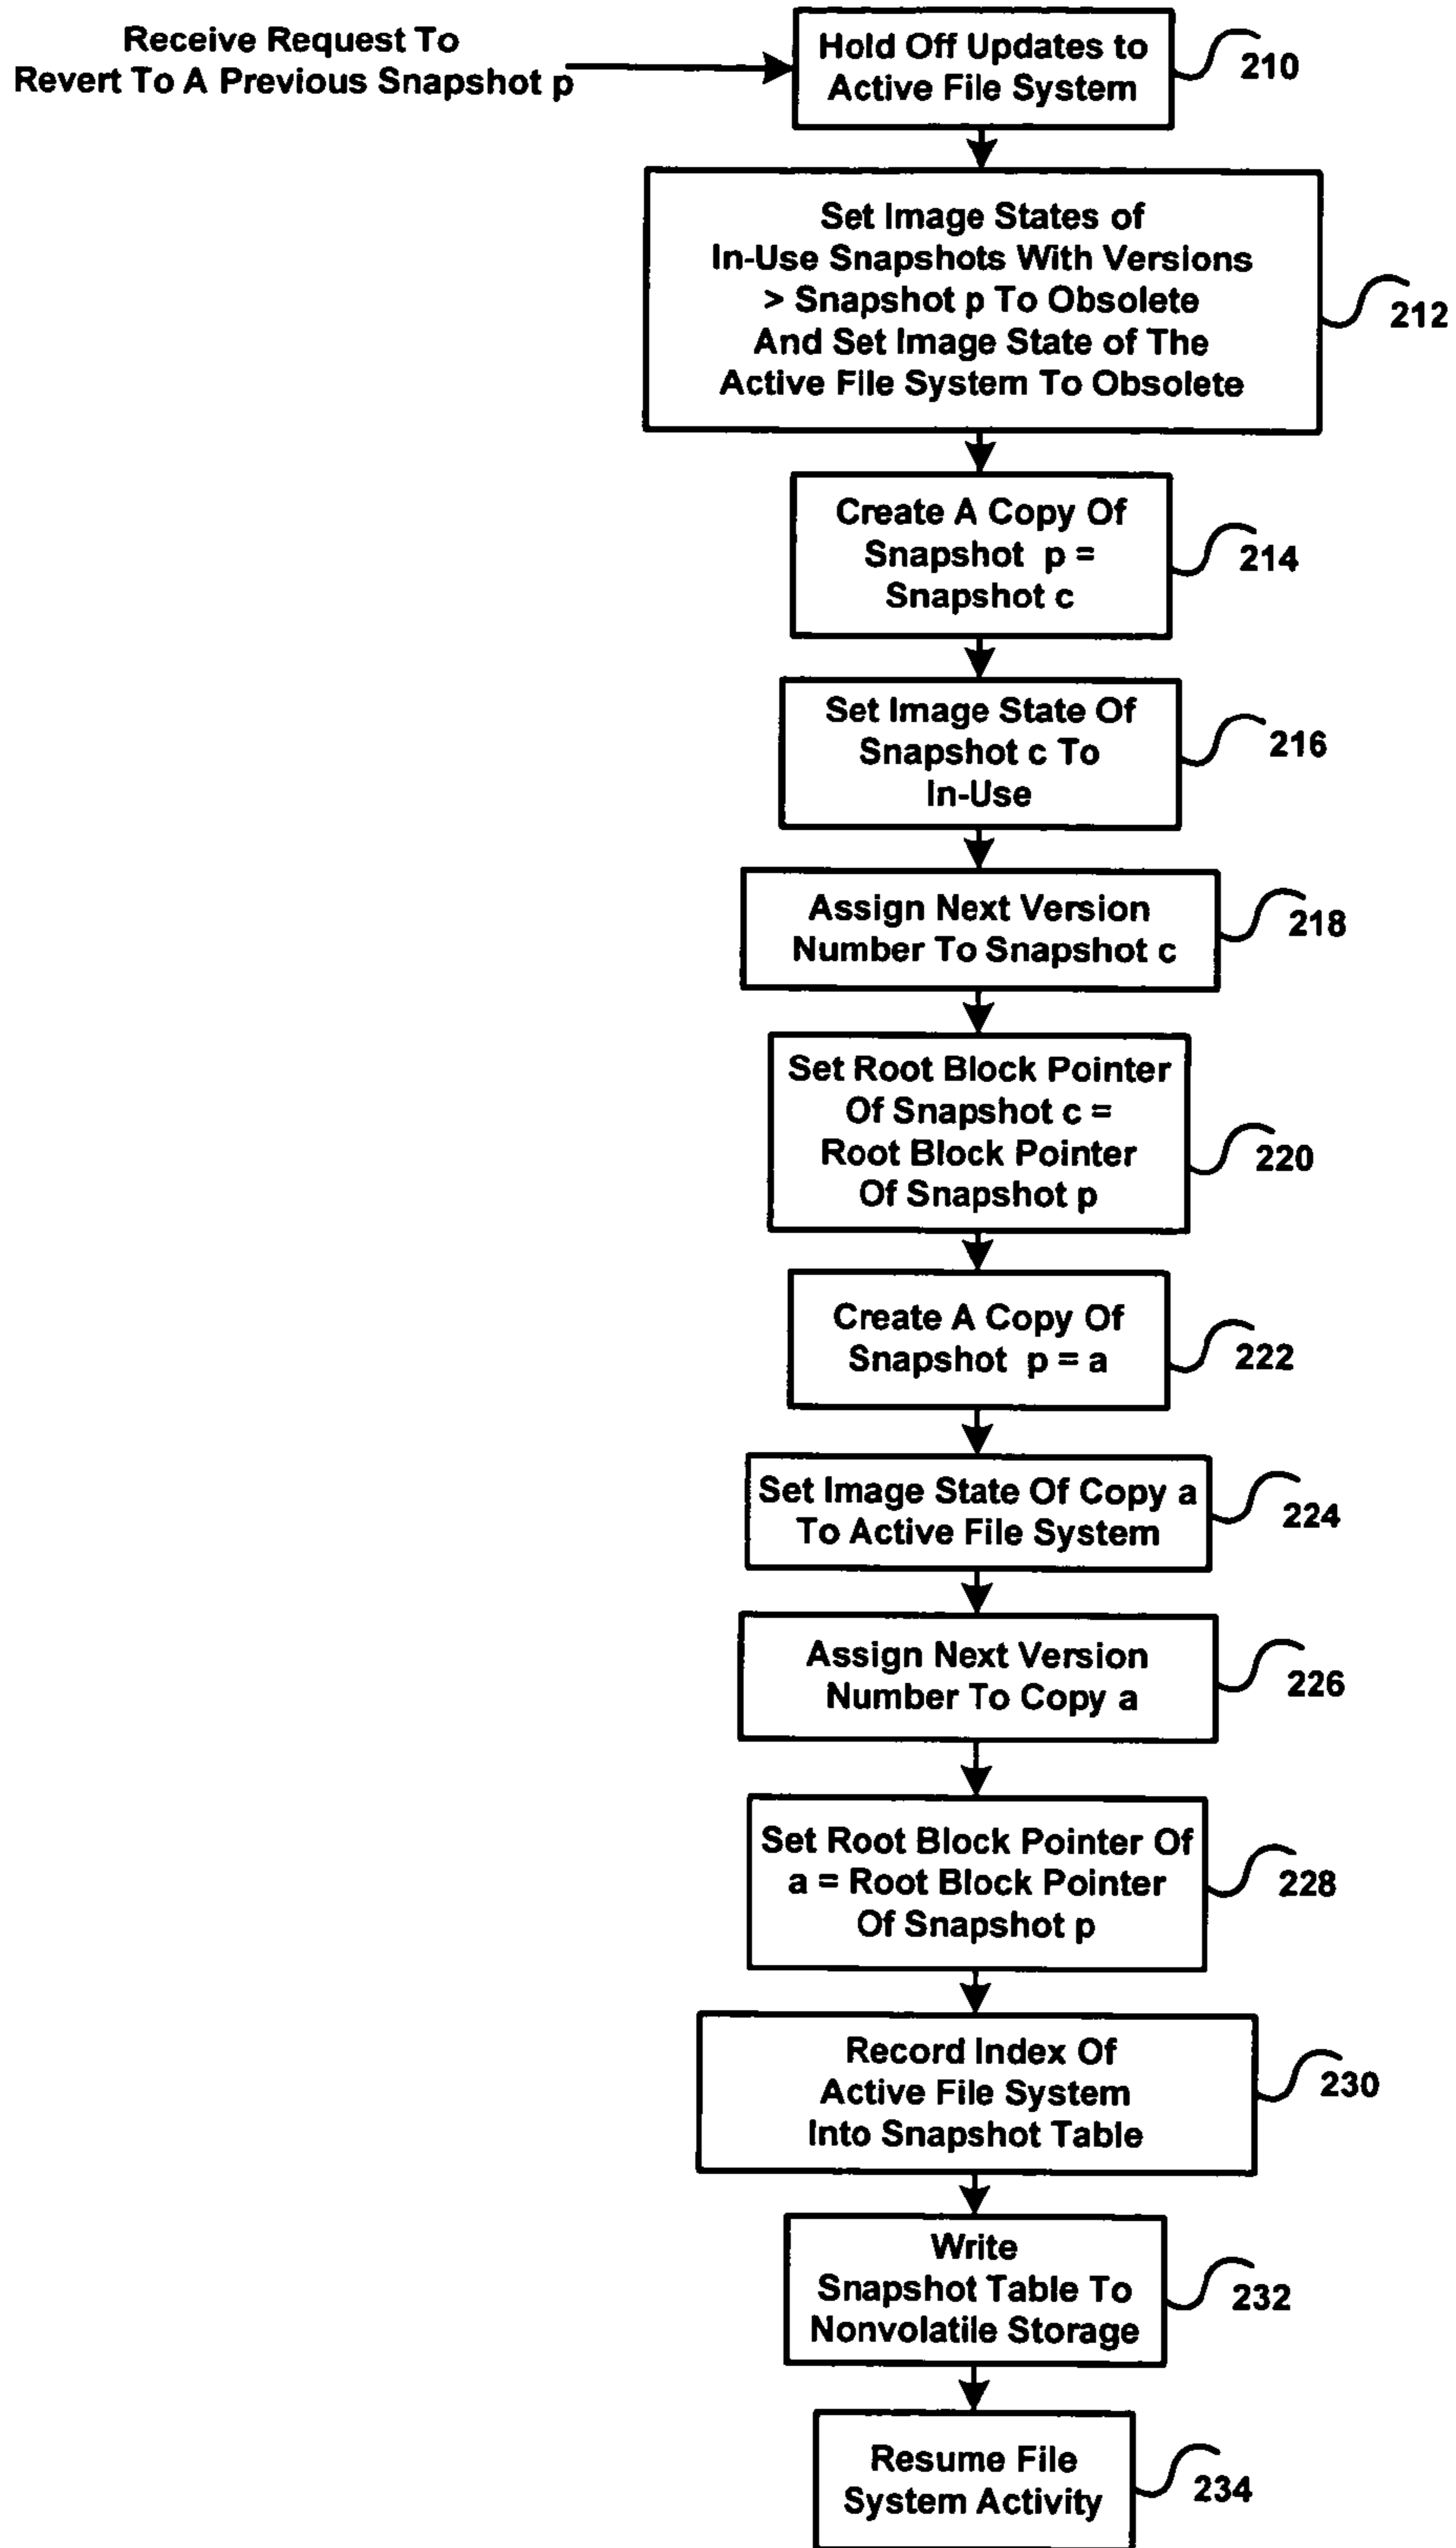 Receive Request To
Revert To A Previous Snapshot p
Hold Off Updates to
Active File System
210
Set Image States of
In-Use Snapshots With Versions
> Snapshot p To Obsolete
And Set Image State of The
Active File System To Obsolete
212
Create A Copy Of
Snapshot p =
Snapshot c
214
Set Image State Of
Snapshot c To
In-Use
216
Assign Next Version
Number To Snapshot c
218
Set Root Block Pointer
Of Snapshot c =
Root Block Pointer
Of Snapshot p
220
Create A Copy Of
Snapshot p = a
222
Set Image State Of Copy a
To Active File System
224
Assign Next Version
Number To Copy a
226
Set Root Block Pointer Of
a = Root Block Pointer
Of Snapshot p
228
Record Index Of
Active File System
Into Snapshot Table
230
Write
Snapshot Table To
Nonvolatile Storage
232
Resume File
System Activity
234